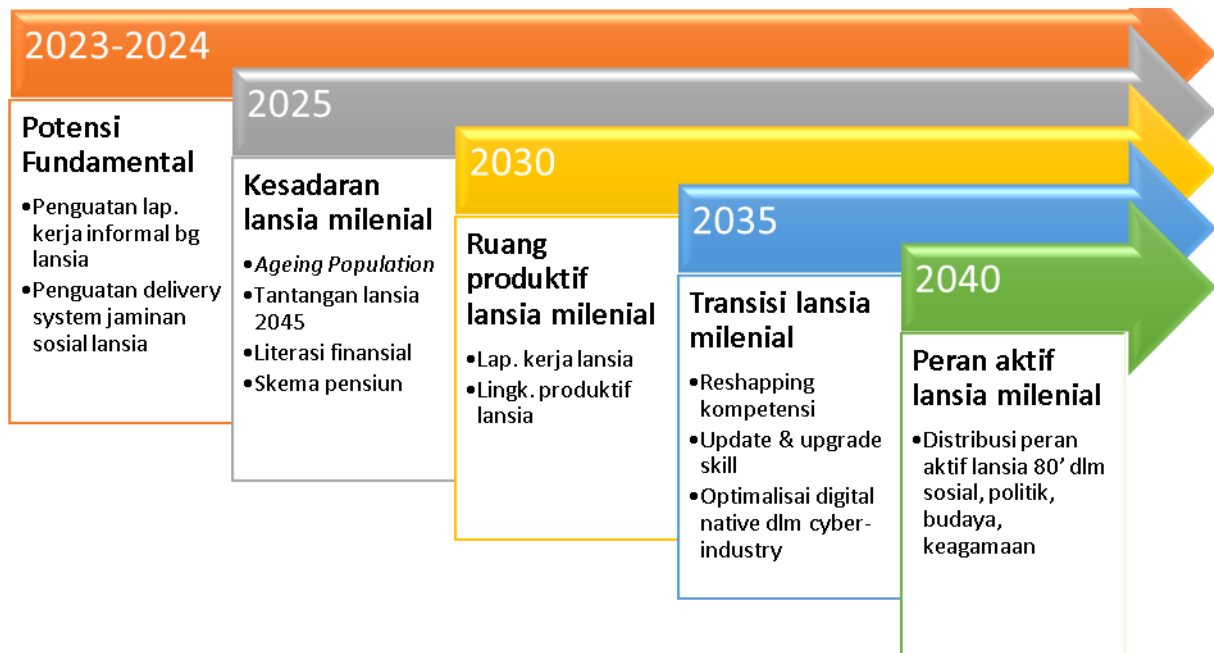 2023-2024
Potensi
Fundamental
•Penguatan lap.
kerja informal bg
lansia
•Penguatan delivery
system jaminan
sosial lansia
2025
Kesadaran
lansia milenial
•Ageing Population
•Tantangan lansia
2045
•Literasi finansial
•Skema pensiun
2030
Ruang
produktif
lansia milenial
•Lap. kerja lansia
•Lingk. produktif
lansia
2035
Transisi lansia
milenial
•Reshapping
kompetensi
•Update & upgrade
skill
•Optimalisai digital
native dlm cyber-
industry
2040
Peran aktif
lansia milenial
•Distribusi peran
aktif lansia 80' dlm
sosial, politik,
budaya,
keagamaan